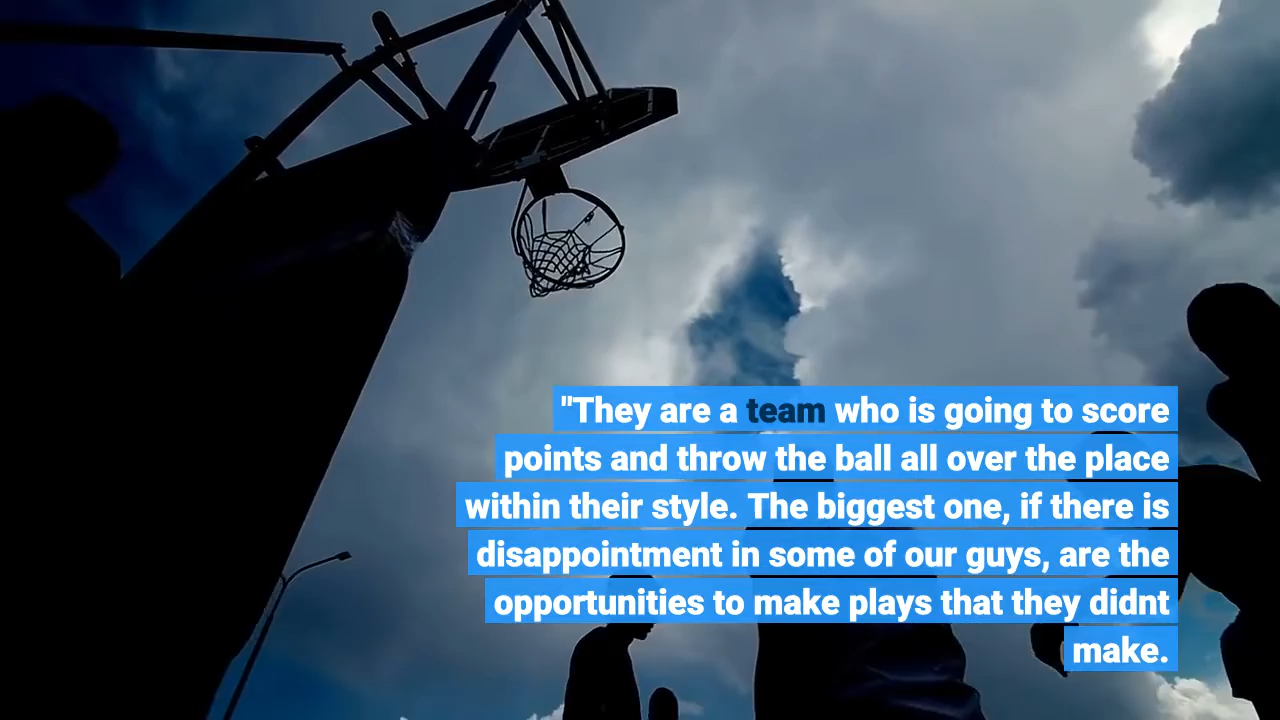 "They are a team who is going to score
points and throw the ball all over the place
within their style. The biggest one, if there is
disappointment in some of our guys, are the
opportunities to make plays that they didnt
make.